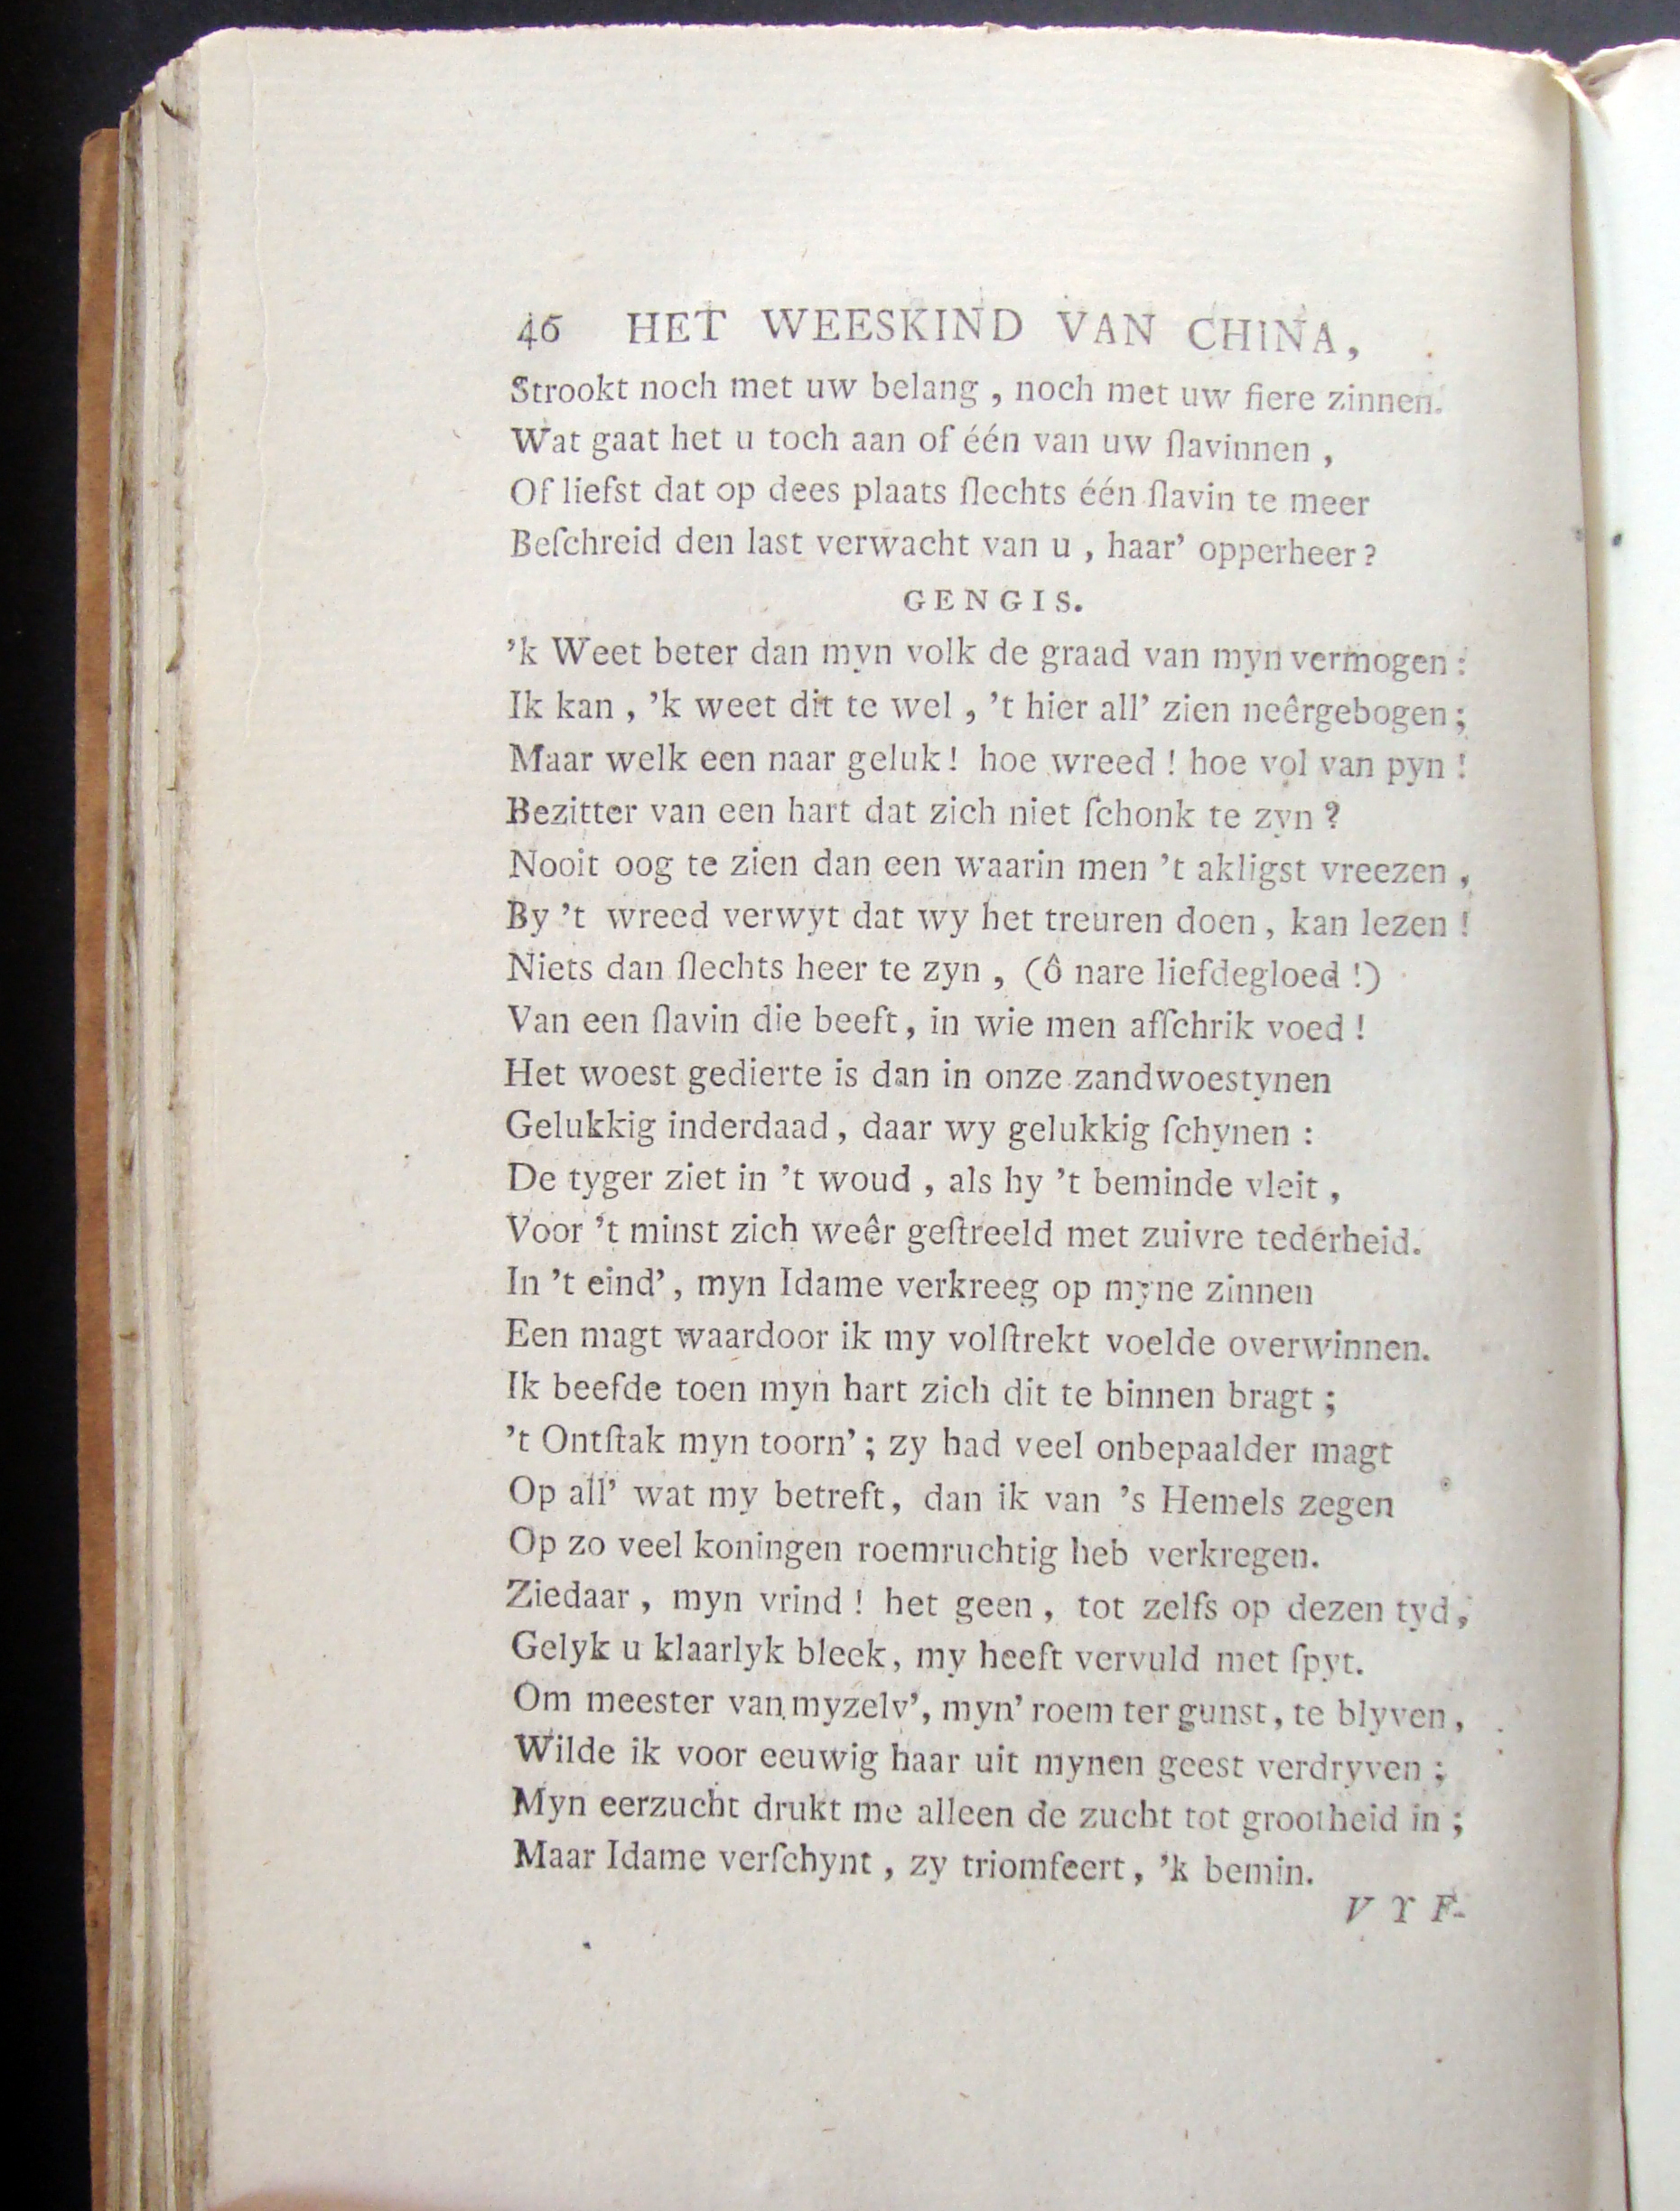 46 HET WEESKIND VAN CHINA,
Strookt noch met uw belang, noch met uw fiere zinnen.
Wat gaat het u toch aan of één van uw ſlavinnen,
Of liefst dat op dees plaats ſlechts één ſlavin te meer
Beſchreid den last verwacht van u, haar' opperheer?
GENGIS.
'k Weet beter dan myn volk de graad van myn vermogen:
Ik kan, 'k weet dit te wel, 't hier all' zien neêrgebogen;
Maar welk een naar geluk! hoe wreed! hoe vol van pyn!
Bezitter van een hart dat zich niet ſchonk te zyn?
Nooit oog te zien dan een waarin men 't akligst vreezen,
By 't wreed verwyt dat wy het treuren doen, kan lezen!
Niets dan ſlechts heer te zyn, (ô nare liefdegloed!)
Van een ſlavin die beeft, in wie men afſchrik voed!
Het woest gedierte is dan in onze zandwoestynen
Gelukkig inderdaad, daar wy gelukkig ſchynen:
De tyger ziet in 't woud, als hy 't beminde vleit,
Voor 't minst zich weêr geſtreeld met zuivre tederheid.
In 't eind', myn Idame verkreeg op myne zinnen
Een magt waardoor ik my volſtrekt voelde overwinnen.
Ik beefde toen myn hart zich dit te binnen bragt;
't Ontſtak myn toorn'; zy had veel onbepaalder magt
Op all' wat my betreft, dan ik van 's Hemels zegen
Op zo veel koningen roemruchtig heb verkregen.
Ziedaar, myn vrind! het geen, tot zelfs op dezen tyd,
Gelyk u klaarlyk bleek, my heeft vervuld met ſpyt.
Om meester van myzelv', myn' roem ter gunst, te blyven,
Wilde ik voor eeuwig haar uit mynen geest verdryven;
Myn eerzucht drukt me alleen de zucht tot grootheid in;
Maar Idame verſchynt, zy triomfeert, 'k bemin.
VYF-